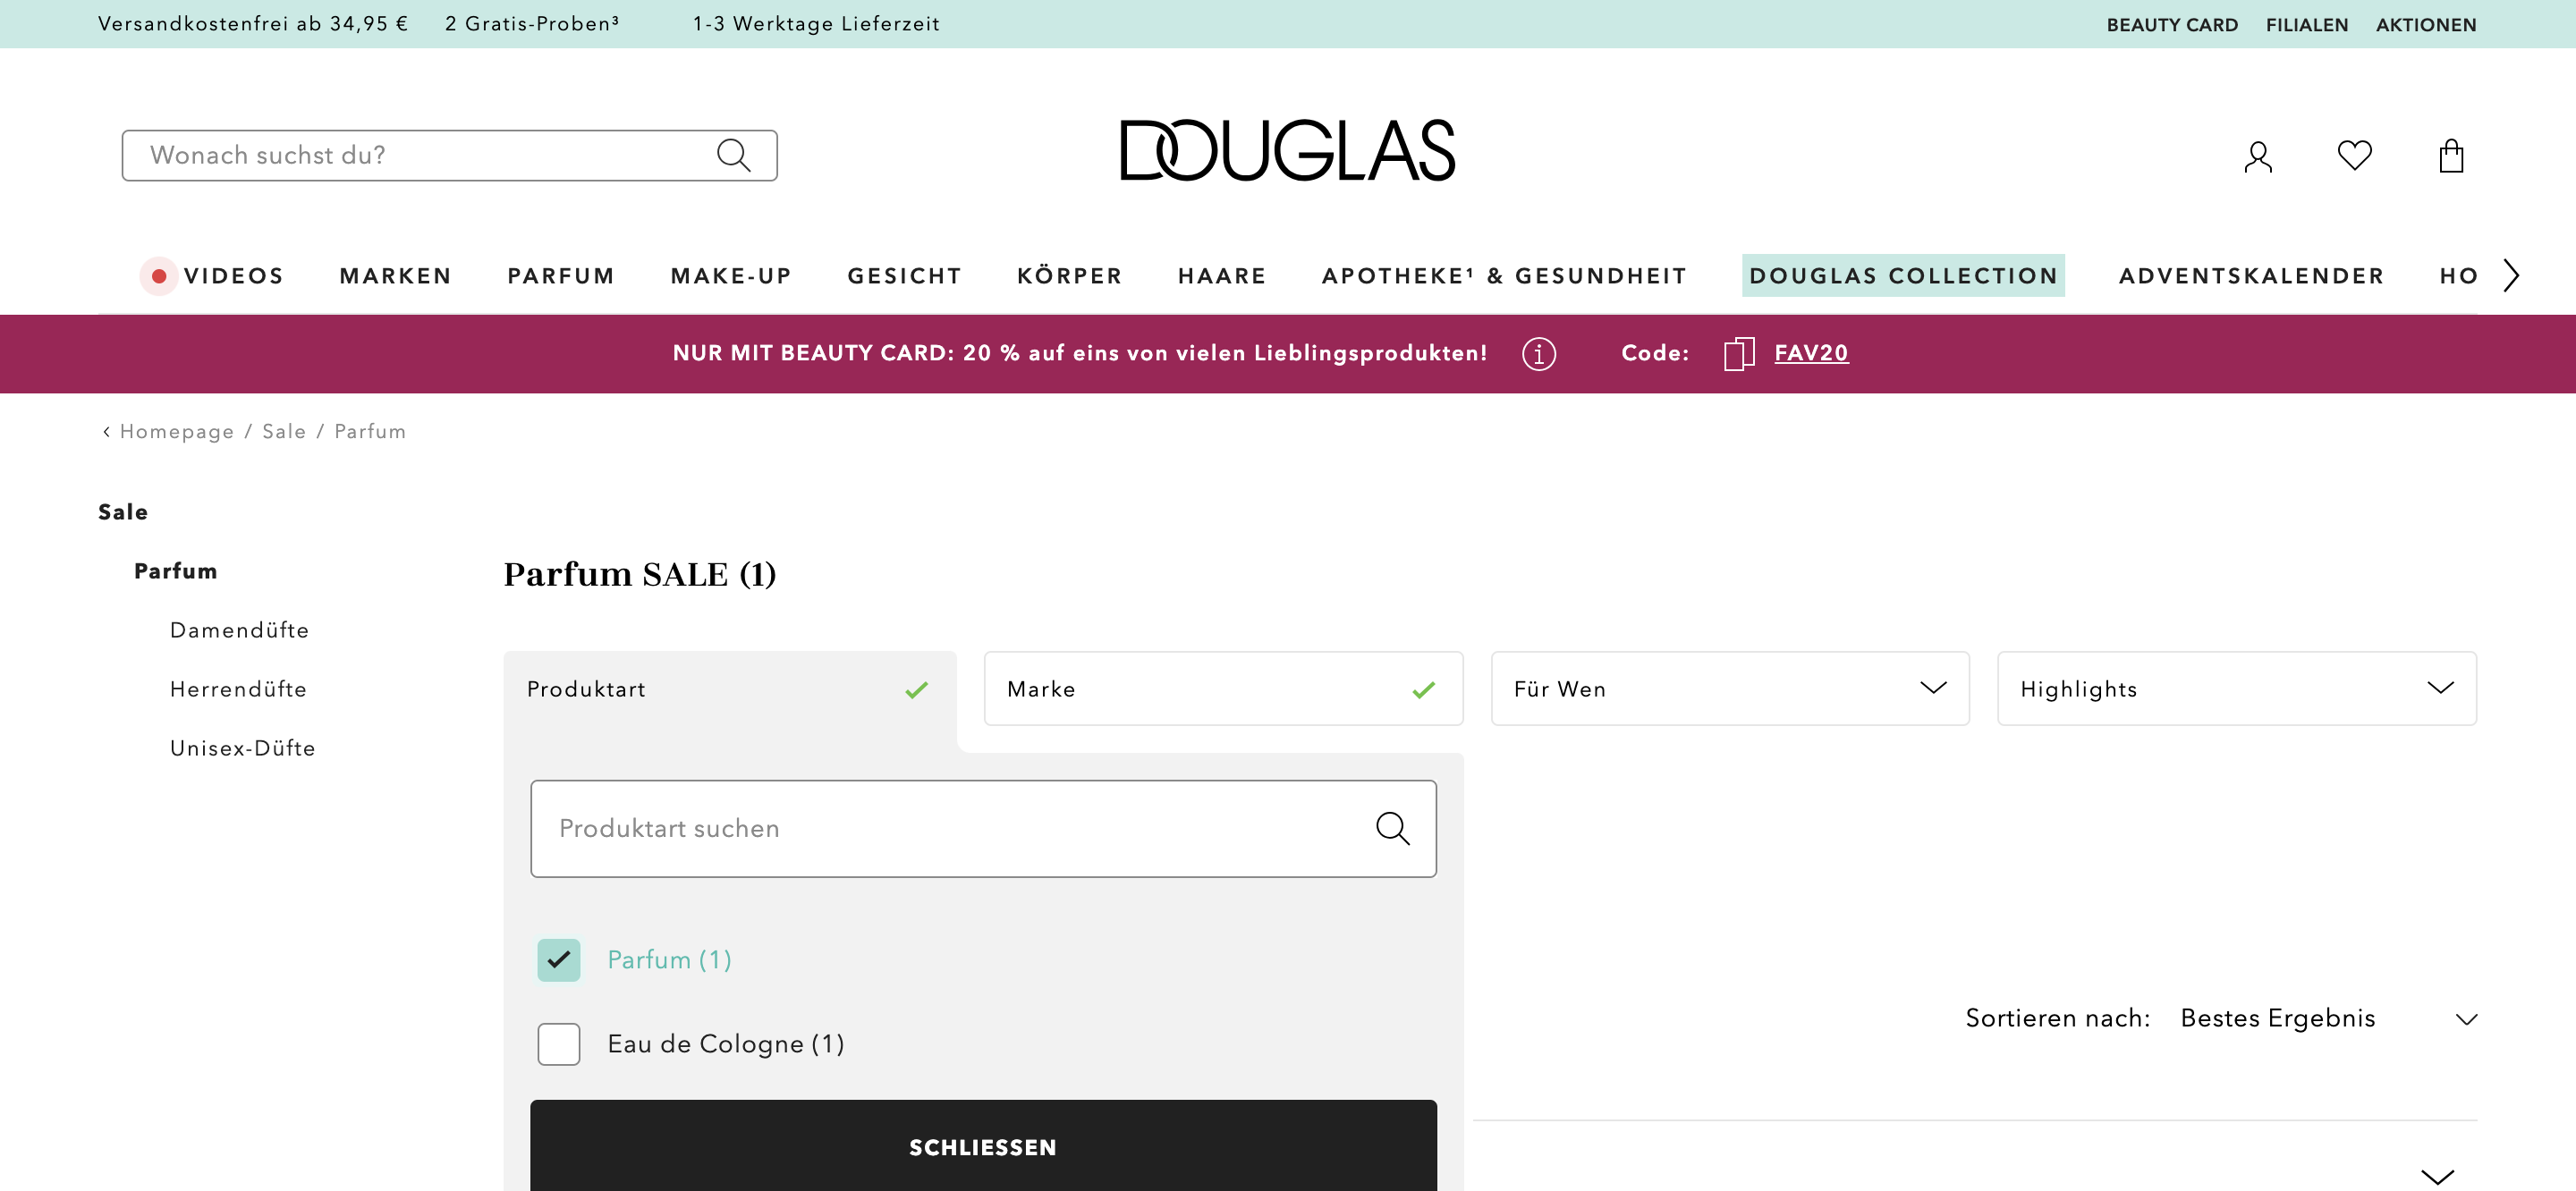 Versandkostenfrei ab 34,95 € 2 Gratis-Proben³ 1-3 Werktage Lieferzeit BEAUTY CARD FILIALEN AKTIONEN
Wonach suchst du? DOUGLAS
VIDEOS MARKEN PARFUM MAKE-UP GESICHT KÖRPER HAARE APOTHEKE¹ & GESUNDHEIT DOUGLAS COLLECTION ADVENTSKALENDER HO
NUR MIT BEAUTY CARD: 20 % auf eins von vielen Lieblingsprodukten! Code: FAV20
Homepage / Sale / Parfum
Sale
Parfum
Damendüfte
Herrendüfte
Unisex-Düfte
Parfum SALE (1)
Produktart Marke Für Wen Highlights
Produktart suchen
Parfum (1)
Eau de Cologne (1)
SCHLIESSEN
Sortieren nach: Bestes Ergebnis